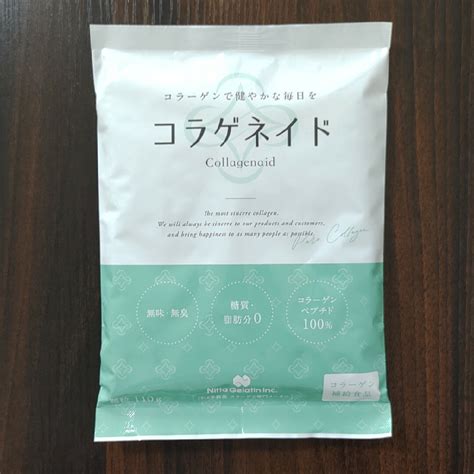 コラーゲンで健やかな毎日を
コラゲネイド
Collagenaid
The most sincere collagen.
We will always be sincere to our products and customers,
and bring happiness to as many people as possible.
Pure Collagen
無味・無臭
糖質・
脂肪分0
コラーゲン
ペプチド
100%
Nitta Gelatin Inc.
110g
コラーゲン
補給食品